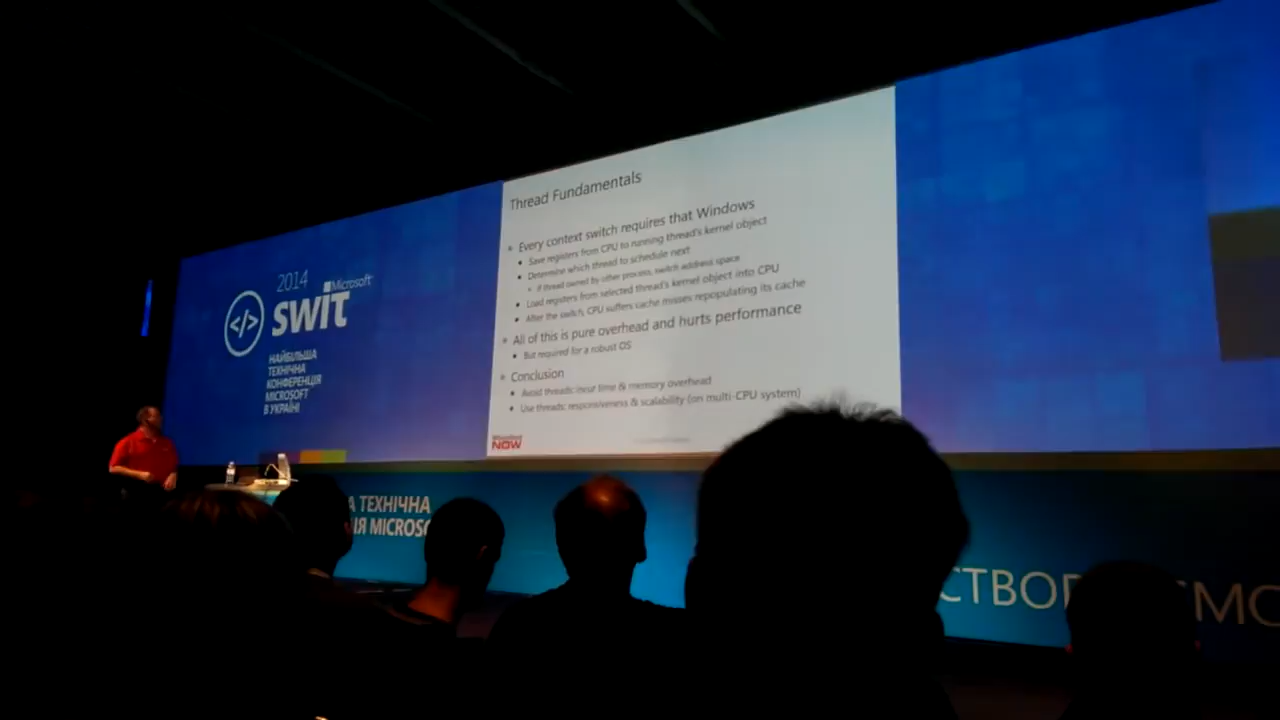 2014
Microsoft
SWIT
НАЙБІЛЬША
ТЕХНІЧНА
КОНФЕРЕНЦІЯ
MICROSOFT
В УКРАЇНІ
Thread Fundamentals
Every context switch requires that Windows
Save registers from CPU to running thread's kernel object
Determine which thread to schedule next
If thread owned by other process, switch address space
Load registers from selected thread's kernel object into CPU
After the switch, CPU suffers cache misses repopulating its cache
All of this is pure overhead and hurts performance
But required for a robust OS
Conclusion
Avoid threads: incur time & memory overhead
Use threads: responsiveness & scalability (on multi-CPU system)
NOW
А ТЕХНІЧНА
ІЯ MICROSO
СТВОР
МО